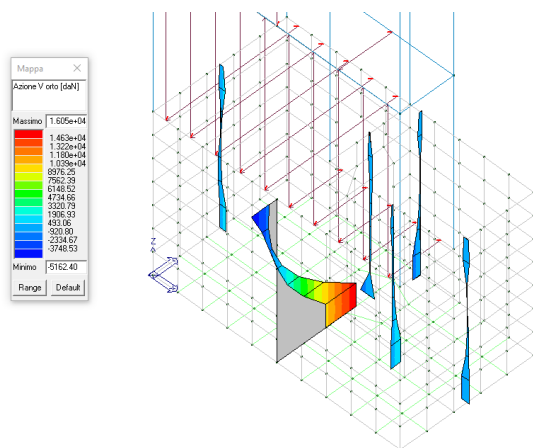 Mappa
Azione V orto [daN]
Massimo 1.605e+04
1.463e+04
1.322e+04
1.180e+04
1.039e+04
8976.25
7562.39
6148.52
4734.66
3320.79
1906.93
493.06
-920.80
-2334.67
-3748.53
Minimo -5162.40
Range Default
Z